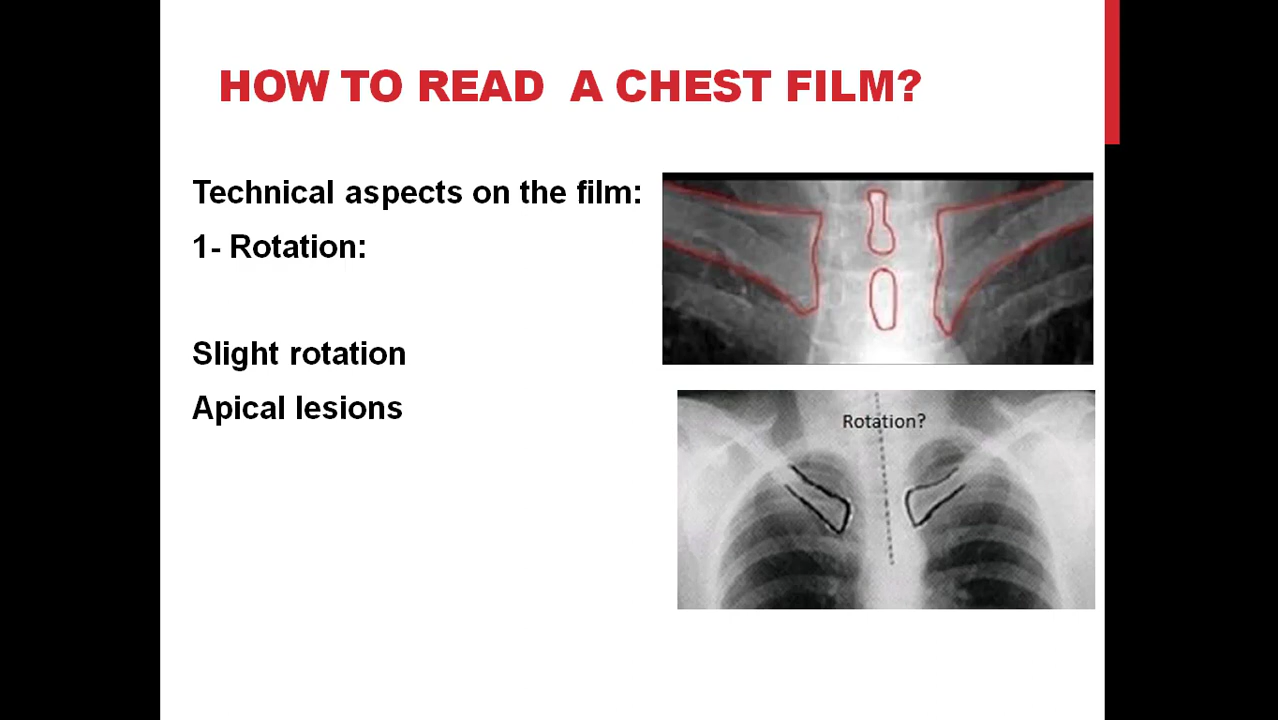 HOW TO READ A CHEST FILM?
Technical aspects on the film:
1- Rotation:
Slight rotation
Apical lesions
Rotation?